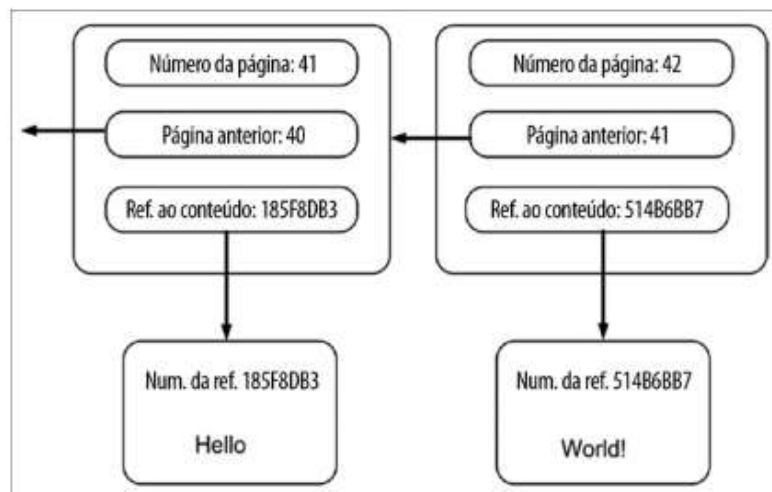 Número da página: 41
Página anterior: 40
Ref. ao conteúdo: 185F8DB3
Num. da ref. 185F8DB3
Hello
Número da página: 42
Página anterior: 41
Ref. ao conteúdo: 514B6BB7
Num. da ref. 514B6BB7
World!